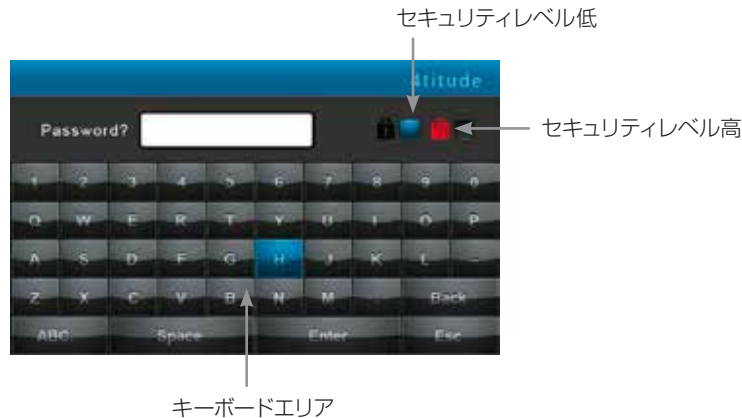 セキュリティレベル低
4titude
Password?
セキュリティレベル高
1 2 3 4 5 6 7 8 9 0
Q W E R T Y U I O P
A S D F G H J K L -
Z X C V B N M . Back
ABC Space Enter Esc
キーボードエリア